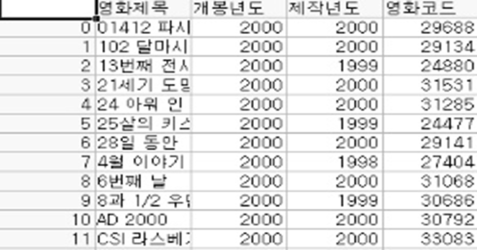 영화제목 개봉년도 제작년도 영화코드
0 01412 파시 2000 2000 29688
1 102 달마시 2000 2000 29134
2 13번째 전시 2000 1999 24880
3 21세기 도망 2000 2000 31531
4 24 아워 인 2000 2000 31285
5 25살의 키스 2000 1999 24477
6 28일 동안 2000 2000 29141
7 4월 이야기 2000 1998 27404
8 6번째 날 2000 2000 31068
9 8과 1/2 우 2000 1999 30686
10 AD 2000 2000 2000 30792
11 CSI 라스베 2000 2000 33083